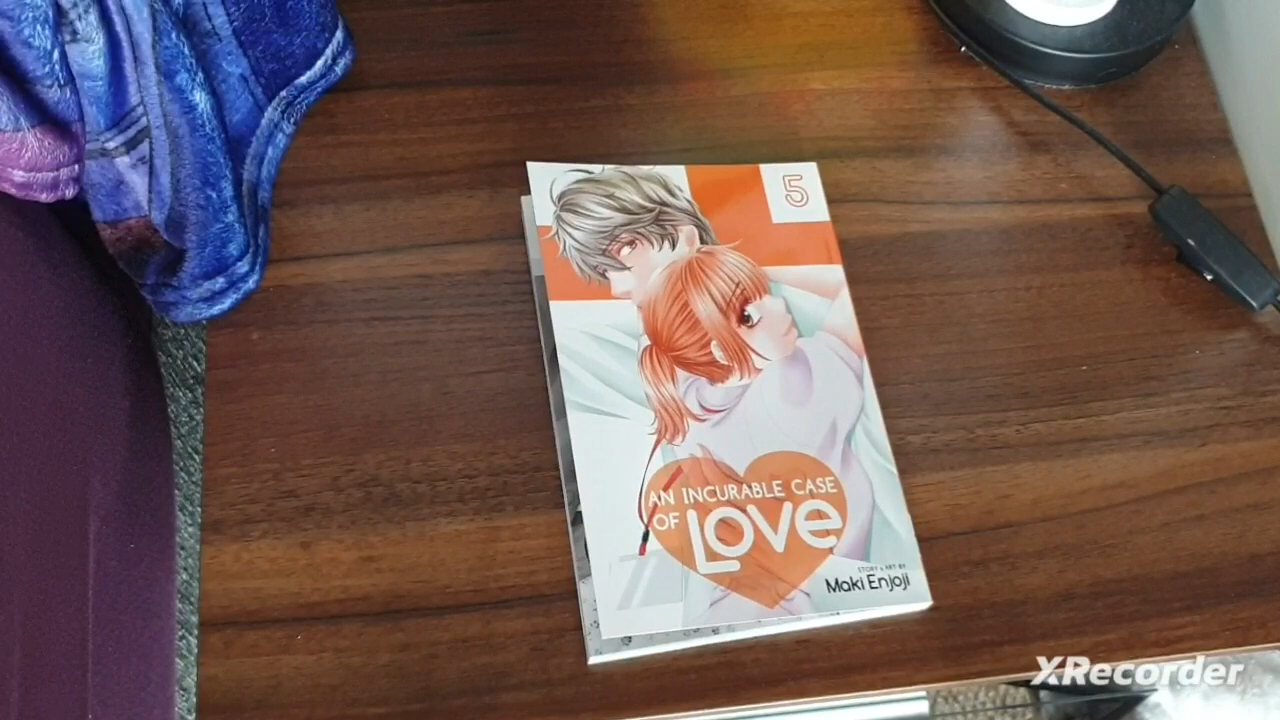 5
AN INCURABLE CASE
OF LOVE
STORY & ART BY
Maki Enjoji
XRecorder